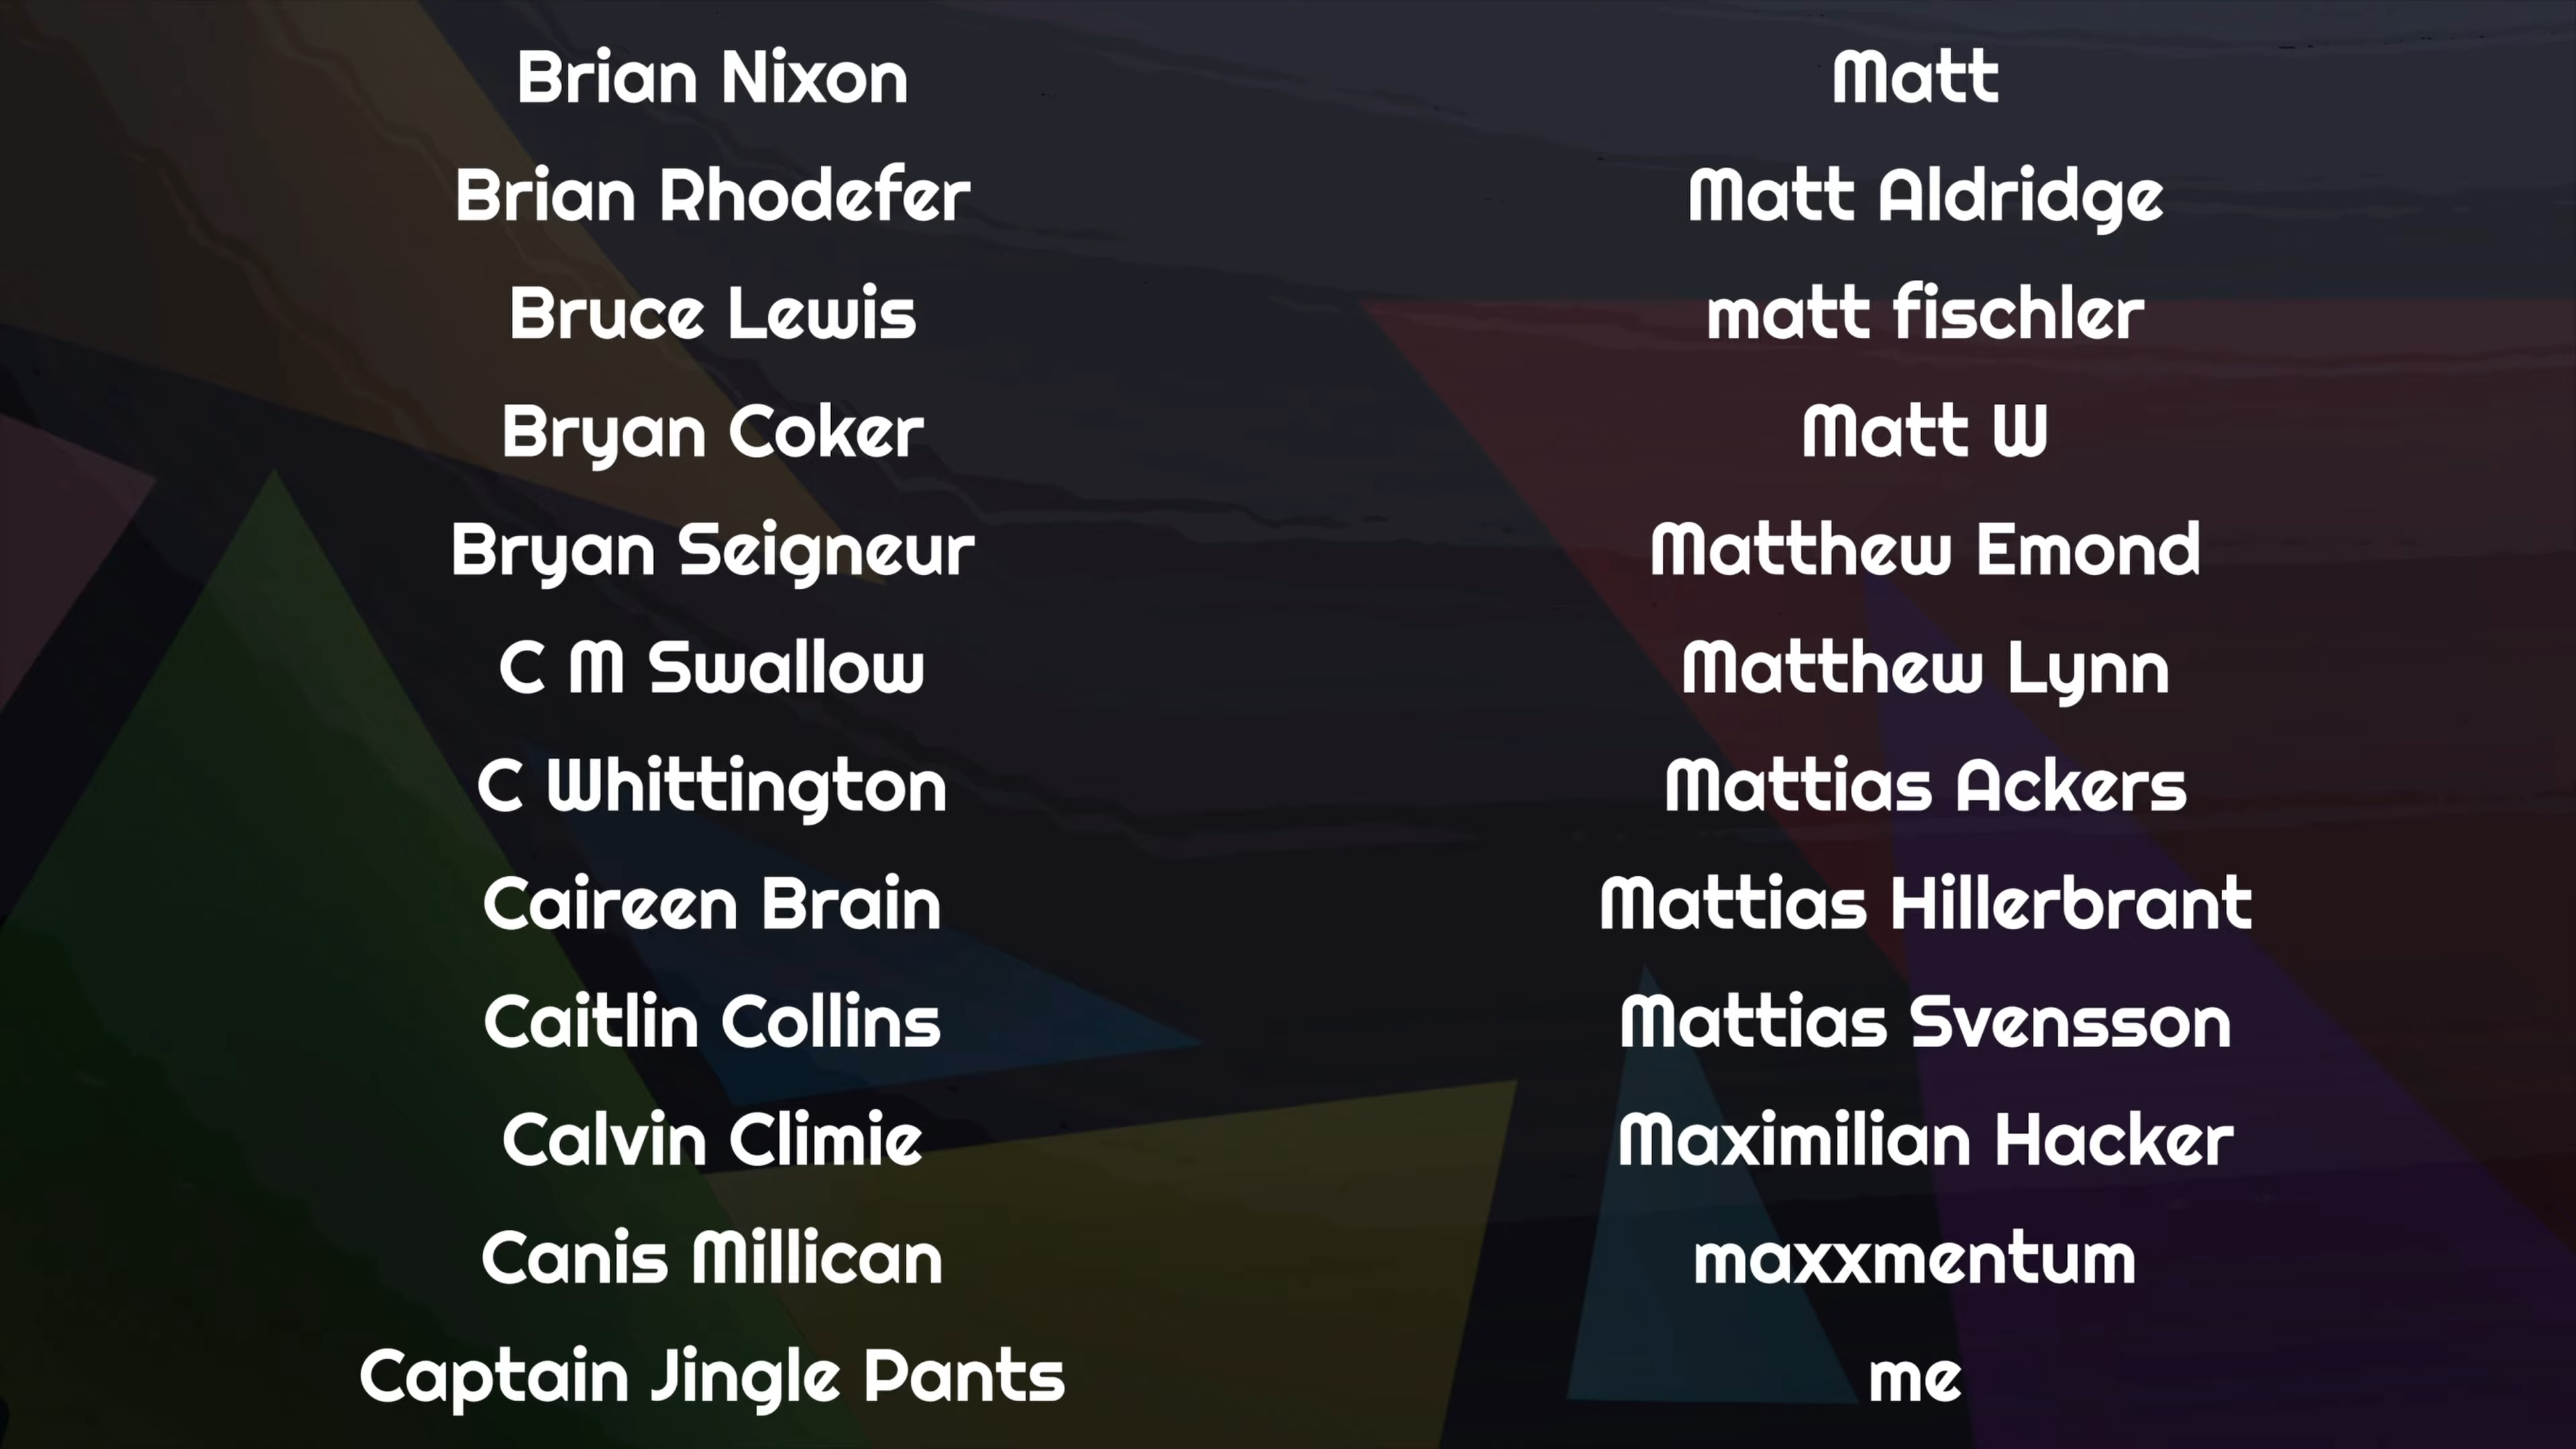 Brian Nixon
Brian Rhodefer
Bruce Lewis
Bryan Coker
Bryan Seigneur
C M Swallow
C Whittington
Caireen Brain
Caitlin Collins
Calvin Climie
Canis Millican
Captain Jingle Pants
Matt
Matt Aldridge
matt fischler
Matt W
Matthew Emond
Matthew Lynn
Mattias Ackers
Mattias Hillerbrant
Mattias Svensson
Maximilian Hacker
maxxmentum
me